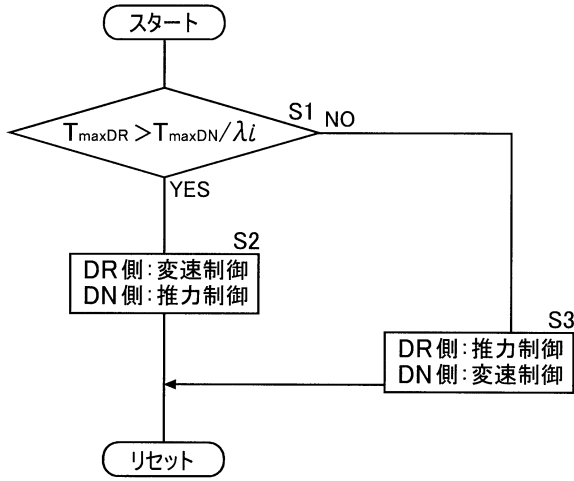 スタート
S1
TmaxDR＞TmaxDN/λi
NO
YES
S2
DR側：変速制御
DN側：推力制御
S3
DR側：推力制御
DN側：変速制御
リセット